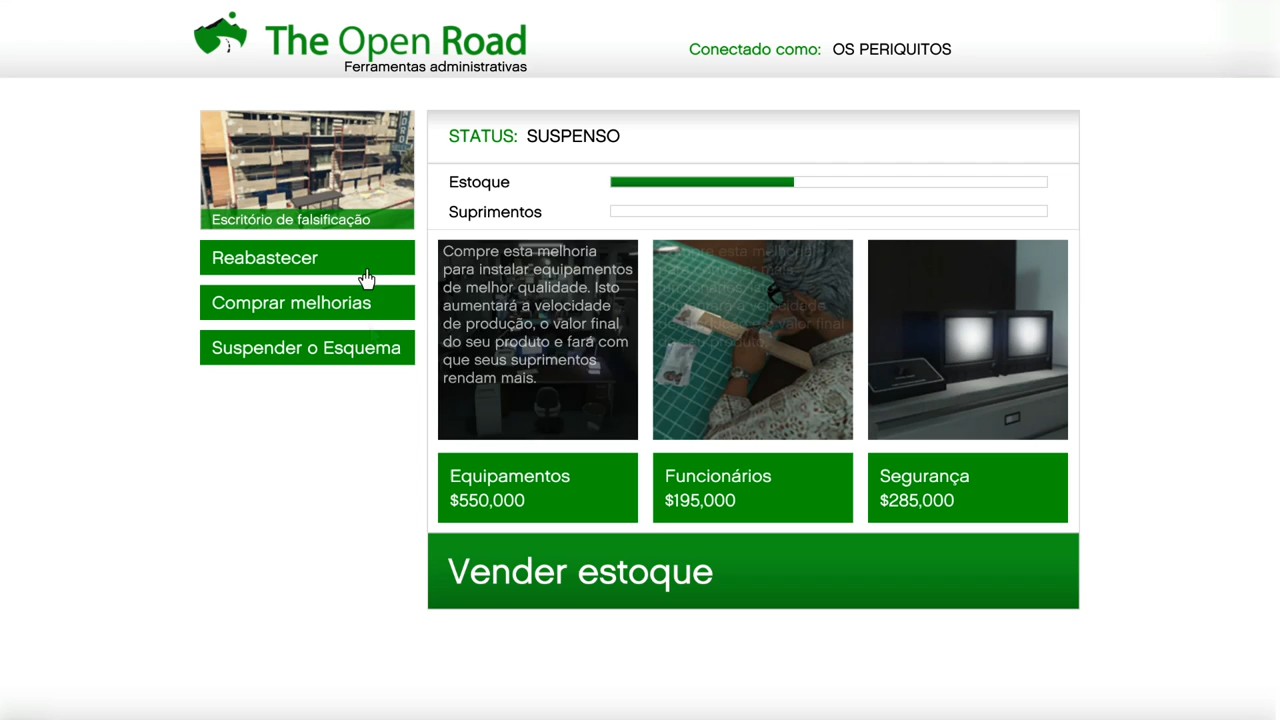 The Open Road
Ferramentas administrativas
Conectado como: OS PERIQUITOS
Escritório de falsificação
Reabastecer
Comprar melhorias
Suspender o Esquema
STATUS: SUSPENSO
Estoque
Suprimentos
Compre esta melhoria
para instalar equipamentos
de melhor qualidade. Isto
aumentará a velocidade
de produção, o valor final
do seu produto e fará com
que seus suprimentos
rendam mais.
Equipamentos
$550,000
Funcionários
$195,000
Segurança
$285,000
Vender estoque